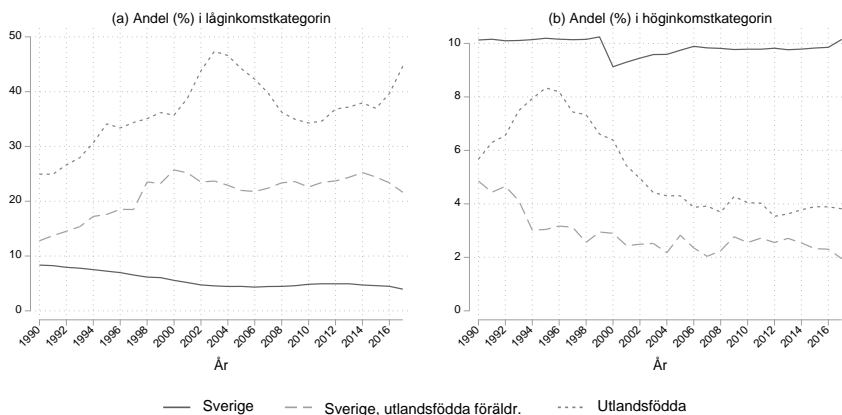 (a) Andel (%) i låginkomstkategorin
50
40
30
20
10
0
1990 1992 1994 1996 1998 2000 2002 2004 2006 2008 2010 2012 2014 2016
År
(b) Andel (%) i höginkomstkategorin
10
8
6
4
2
0
1990 1992 1994 1996 1998 2000 2002 2004 2006 2008 2010 2012 2014 2016
År
Sverige Sverige, utlandsfödda föräldr. Utlandsfödda